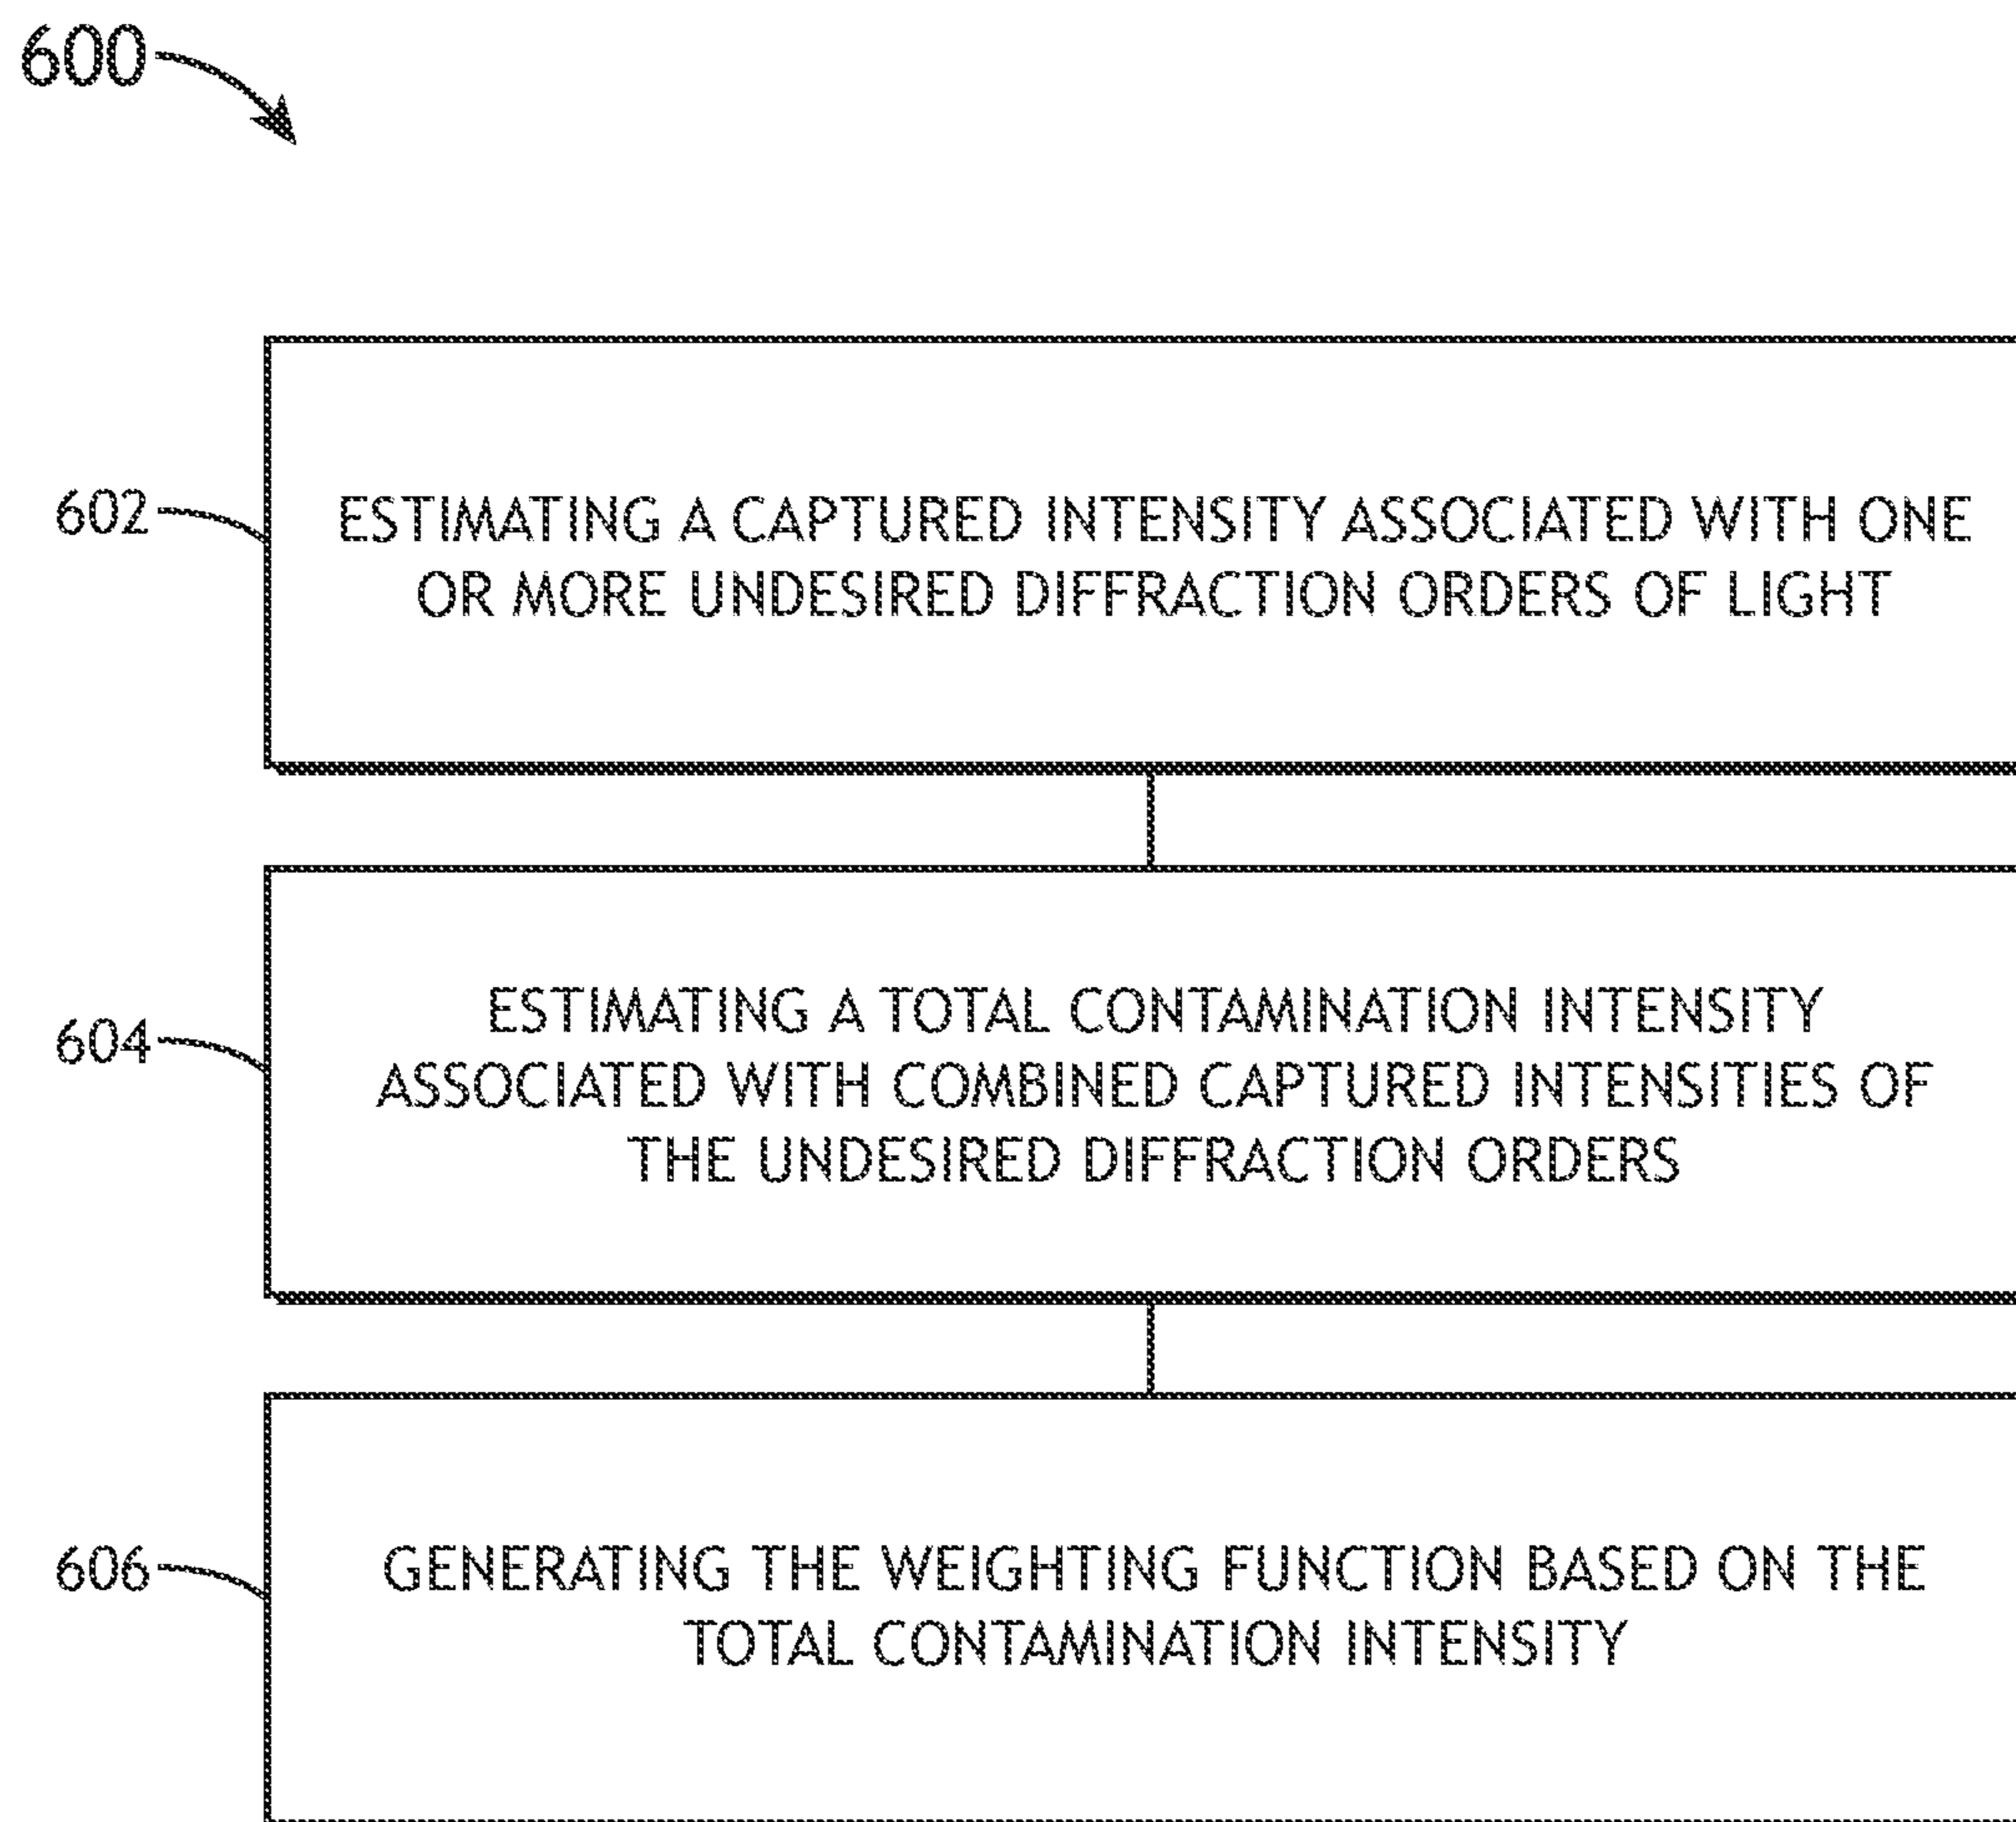 600
602
ESTIMATING A CAPTURED INTENSITY ASSOCIATED WITH ONE
OR MORE UNDESIRED DIFFRACTION ORDERS OF LIGHT
604
ESTIMATING A TOTAL CONTAMINATION INTENSITY
ASSOCIATED WITH COMBINED CAPTURED INTENSITIES OF
THE UNDESIRED DIFFRACTION ORDERS
606
GENERATING THE WEIGHTING FUNCTION BASED ON THE
TOTAL CONTAMINATION INTENSITY